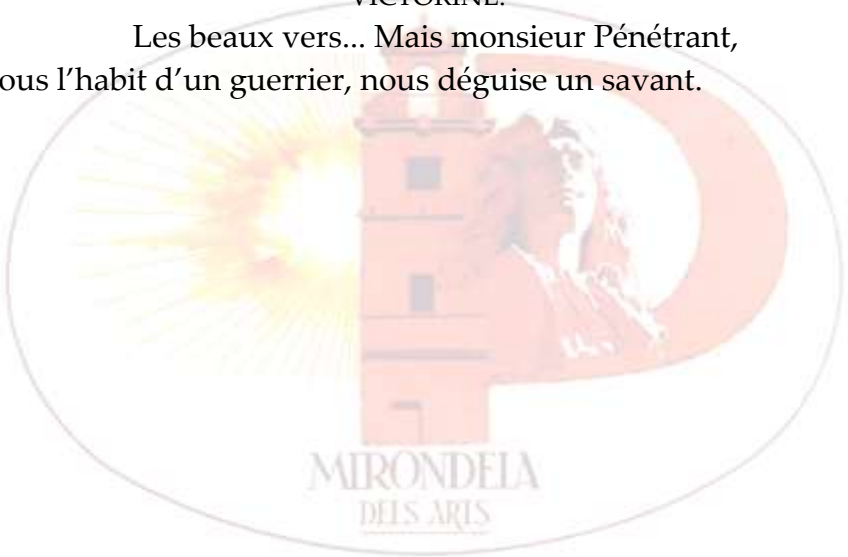 VICTORINE.
Les beaux vers... Mais monsieur Pénétrant,
ous l'habit d'un guerrier, nous déguise un savant.
MIRONDELA
DELS ARTS